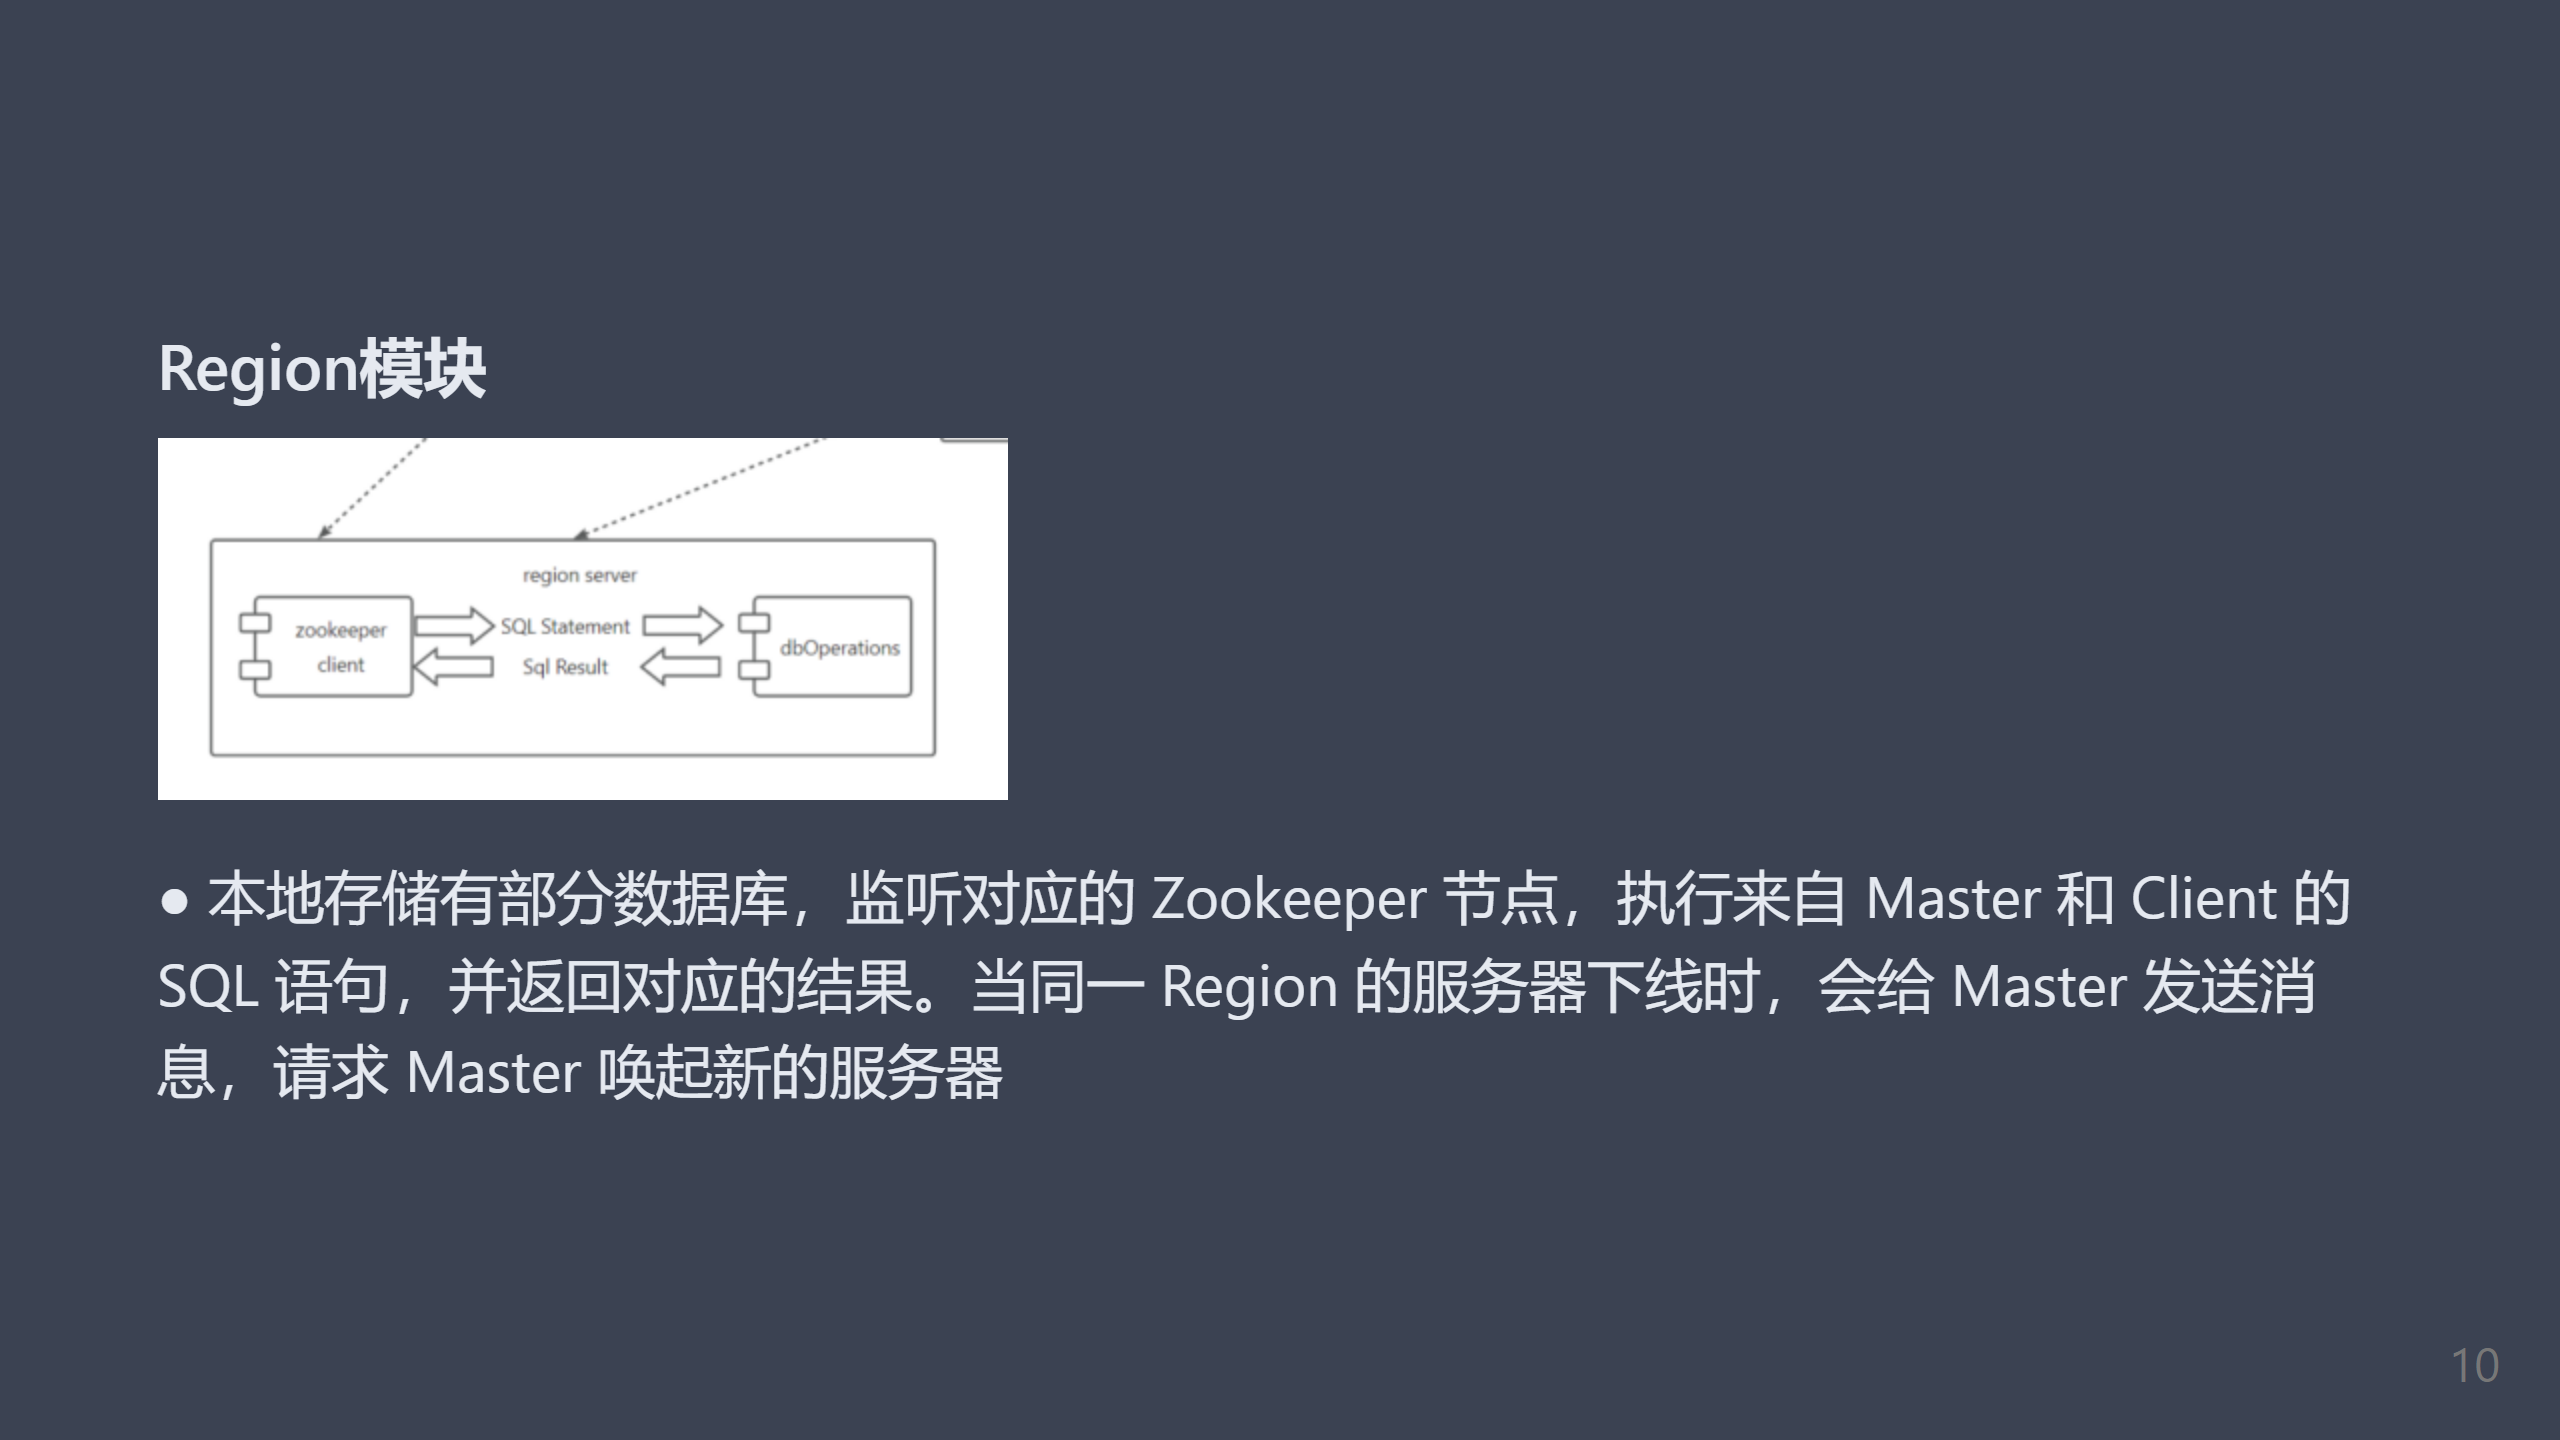 Region模块
region server
zookeeper
client
SQL Statement
Sql Result
dbOperations
• 本地存储有部分数据库，监听对应的 Zookeeper 节点，执行来自 Master 和 Client 的
SQL 语句，并返回对应的结果。当同一 Region 的服务器下线时，会给 Master 发送消
息，请求 Master 唤起新的服务器
10